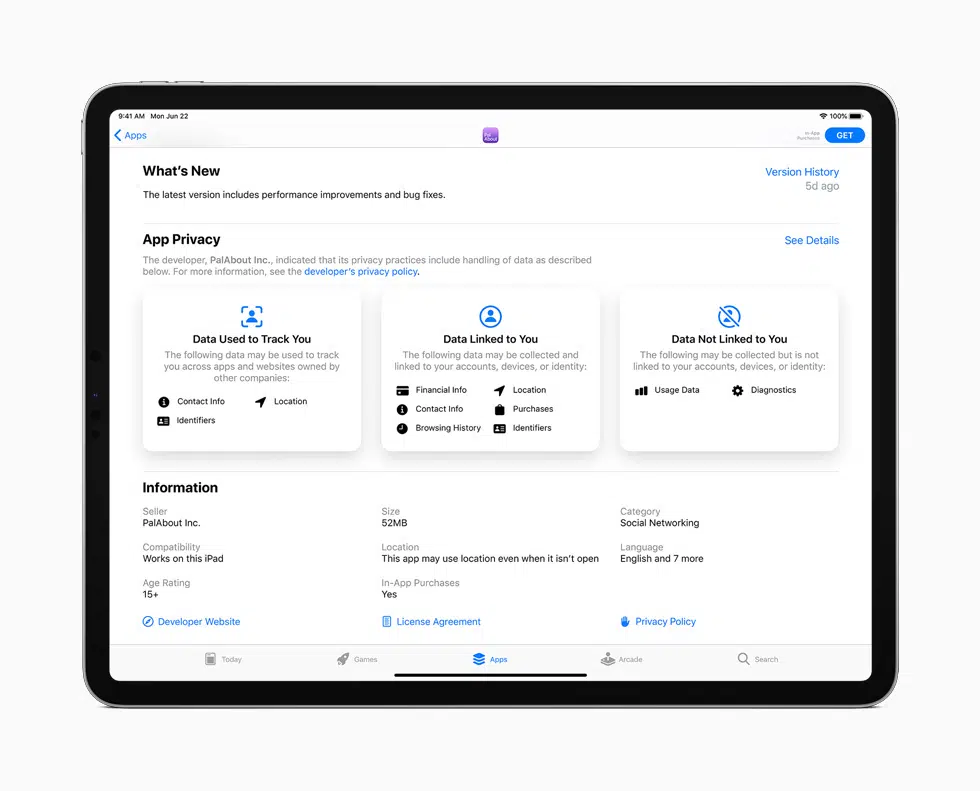 9:41 AM Mon Jun 22
100%
Apps
Pal
About
In-App
Purchases
GET
What's New
Version History
The latest version includes performance improvements and bug fixes.
5d ago
App Privacy
See Details
The developer, PalAbout Inc., indicated that its privacy practices include handling of data as described
below. For more information, see the developer's privacy policy.
Data Used to Track You
The following data may be used to track
you across apps and websites owned by
other companies:
Contact Info
Location
Identifiers
Data Linked to You
The following data may be collected and
linked to your accounts, devices, or identity:
Financial Info
Location
Contact Info
Purchases
Browsing History
Identifiers
Data Not Linked to You
The following may be collected but is not
linked to your accounts, devices, or identity:
Usage Data
Diagnostics
Information
Seller
PalAbout Inc.
Size
52MB
Category
Social Networking
Compatibility
Works on this iPad
Location
This app may use location even when it isn't open
Language
English and 7 more
Age Rating
15+
In-App Purchases
Yes
Developer Website
License Agreement
Privacy Policy
Today
Games
Apps
Arcade
Search